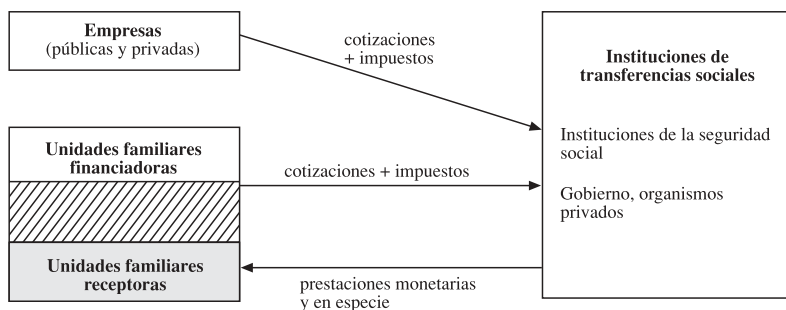 Empresas
(públicas y privadas)
cotizaciones
+ impuestos
Instituciones de
transferencias sociales
Instituciones de la seguridad
social
Gobierno, organismos
privados
Unidades familiares
financiadoras
cotizaciones + impuestos
Unidades familiares
receptoras
prestaciones monetarias
y en especie